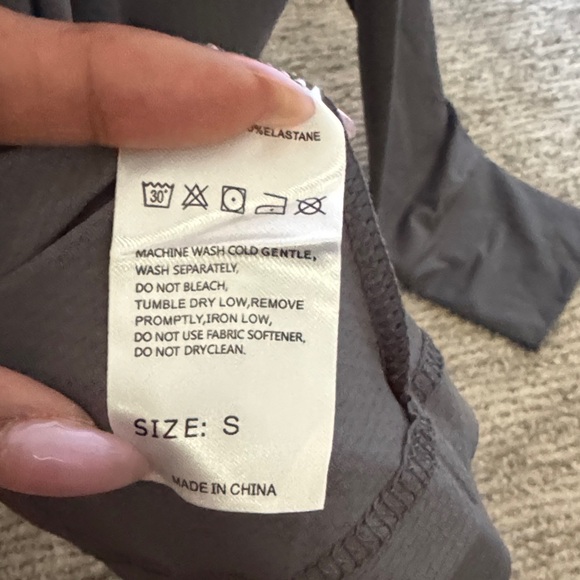 %ELASTANE
30°
MACHINE WASH COLD GENTLE,
WASH SEPARATELY,
DO NOT BLEACH,
TUMBLE DRY LOW,REMOVE
PROMPTLY,IRON LOW,
DO NOT USE FABRIC SOFTENER,
DO NOT DRYCLEAN.
SIZE: S
MADE IN CHINA